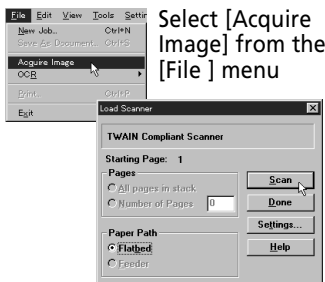 File Edit View Tools Settin
New Job... Ctrl+N
Save As Document... Ctrl+S
Acquire Image
OCR
Print... Ctrl+P
Exit
Select [Acquire
Image] from the
[File ] menu
Load Scanner
TWAIN Compliant Scanner
Starting Page: 1
Pages
All pages in stack
Number of Pages 0
Scan
Done
Settings...
Help
Paper Path
Flatbed
Feeder